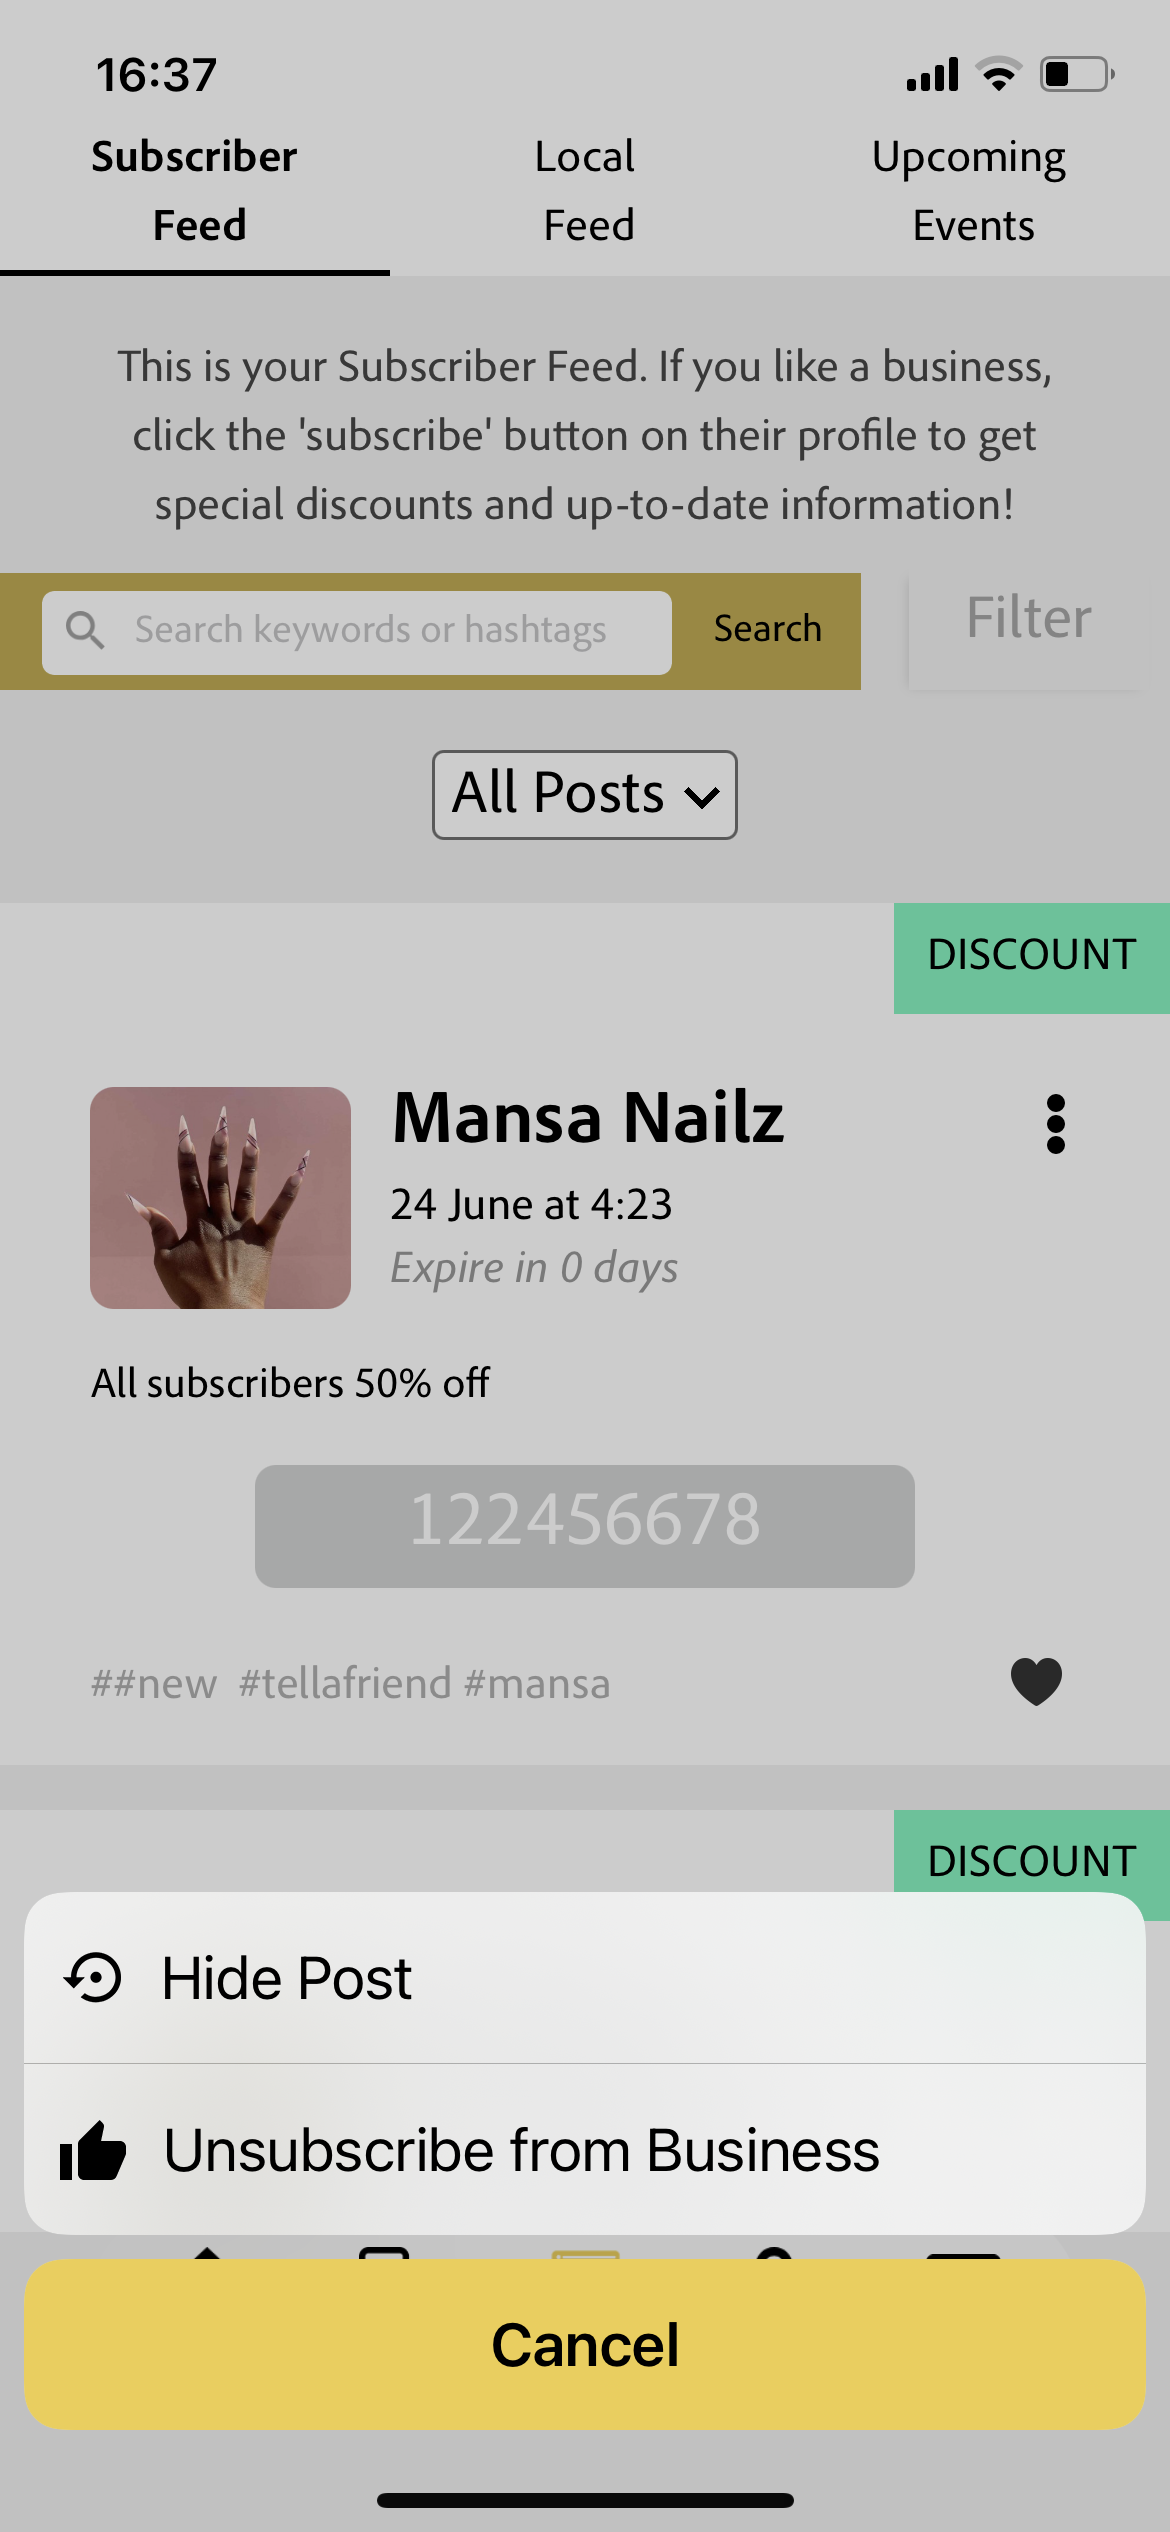 16:37
Subscriber Feed
Local Feed
Upcoming Events
This is your Subscriber Feed. If you like a business,
click the 'subscribe' button on their profile to get
special discounts and up-to-date information!
Search keywords or hashtags
Search
Filter
All Posts
DISCOUNT
Mansa Nailz
24 June at 4:23
Expire in 0 days
All subscribers 50% off
122456678
##new #tellafriend #mansa
DISCOUNT
Hide Post
Unsubscribe from Business
Cancel